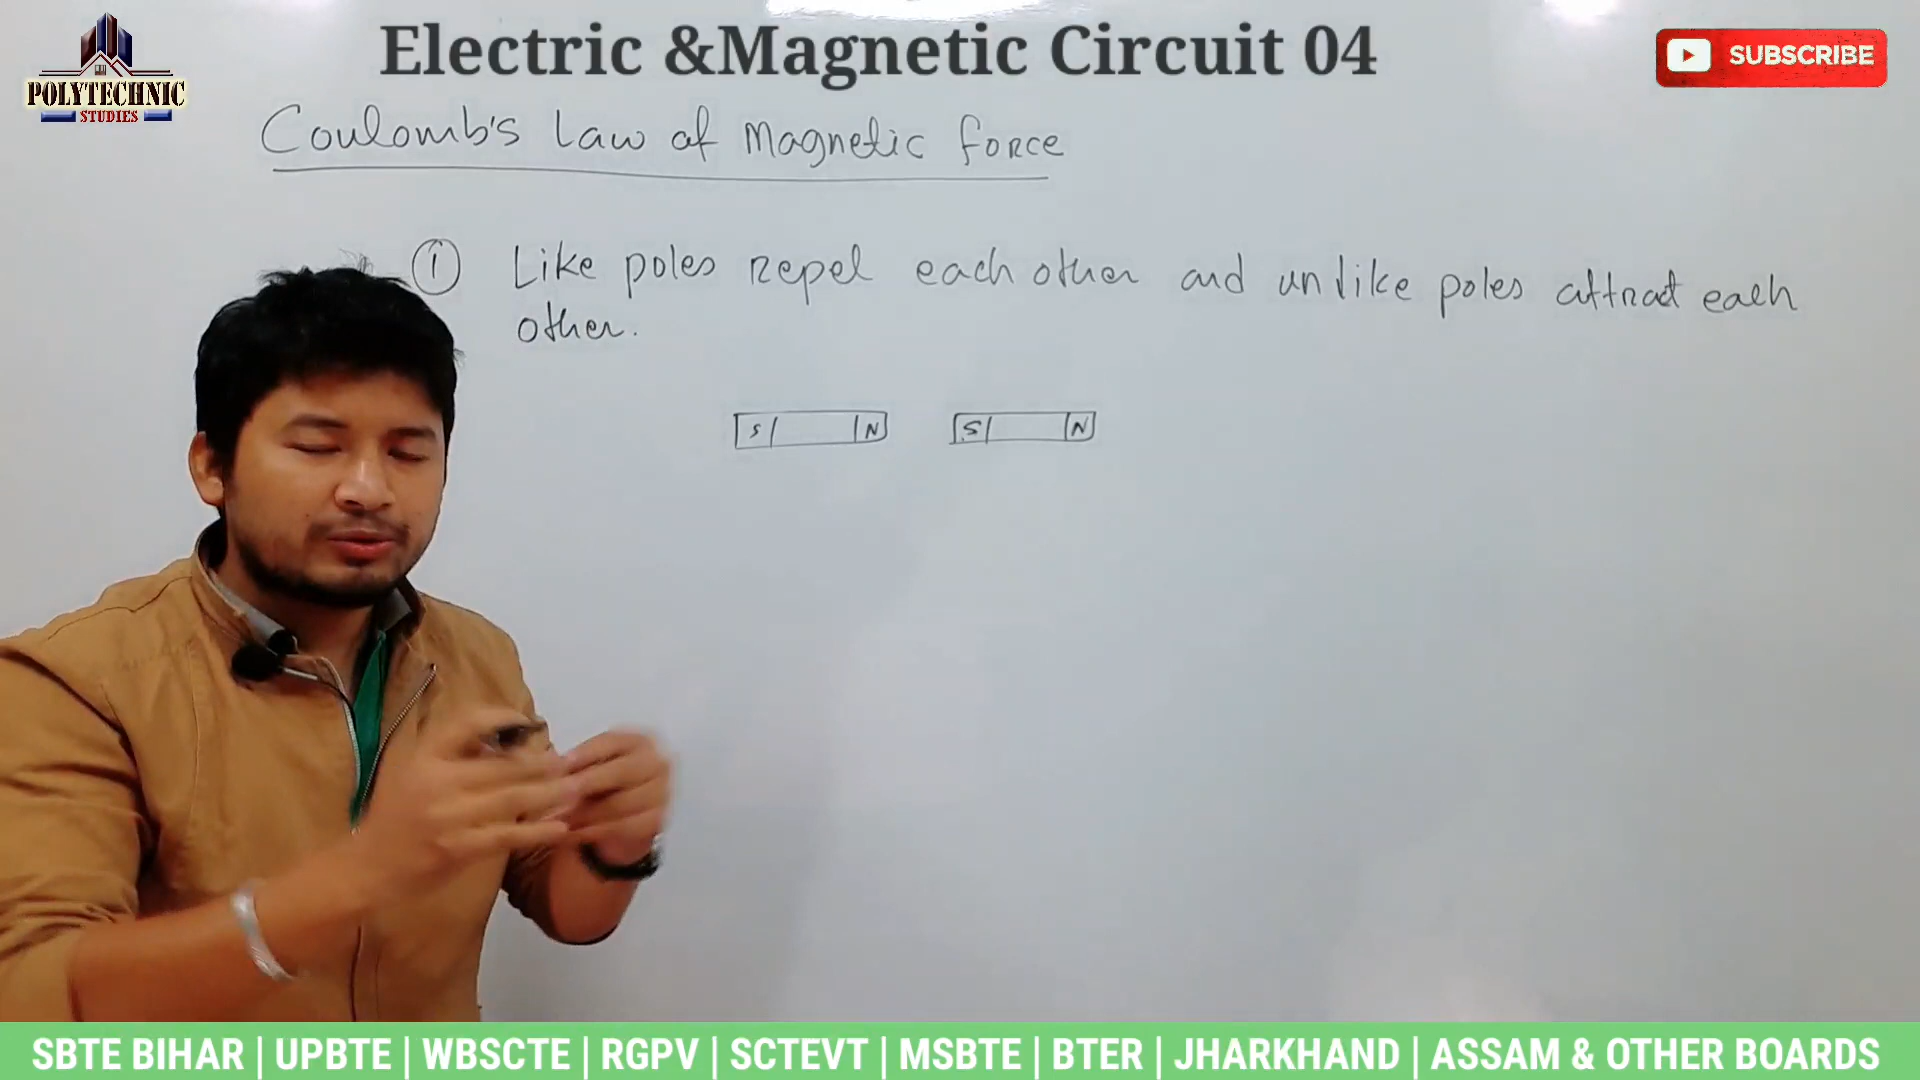 Electric &Magnetic Circuit 04
SUBSCRIBE
POLYTECHNIC
STUDIES
Coulomb's Law of Magnetic force
① Like poles repel each other and unlike poles attract each
other.
S N S N
SBTE BIHAR | UPBTE | WBSCTE | RGPV | SCTEVT | MSBTE | BTER | JHARKHAND | ASSAM & OTHER BOARDS